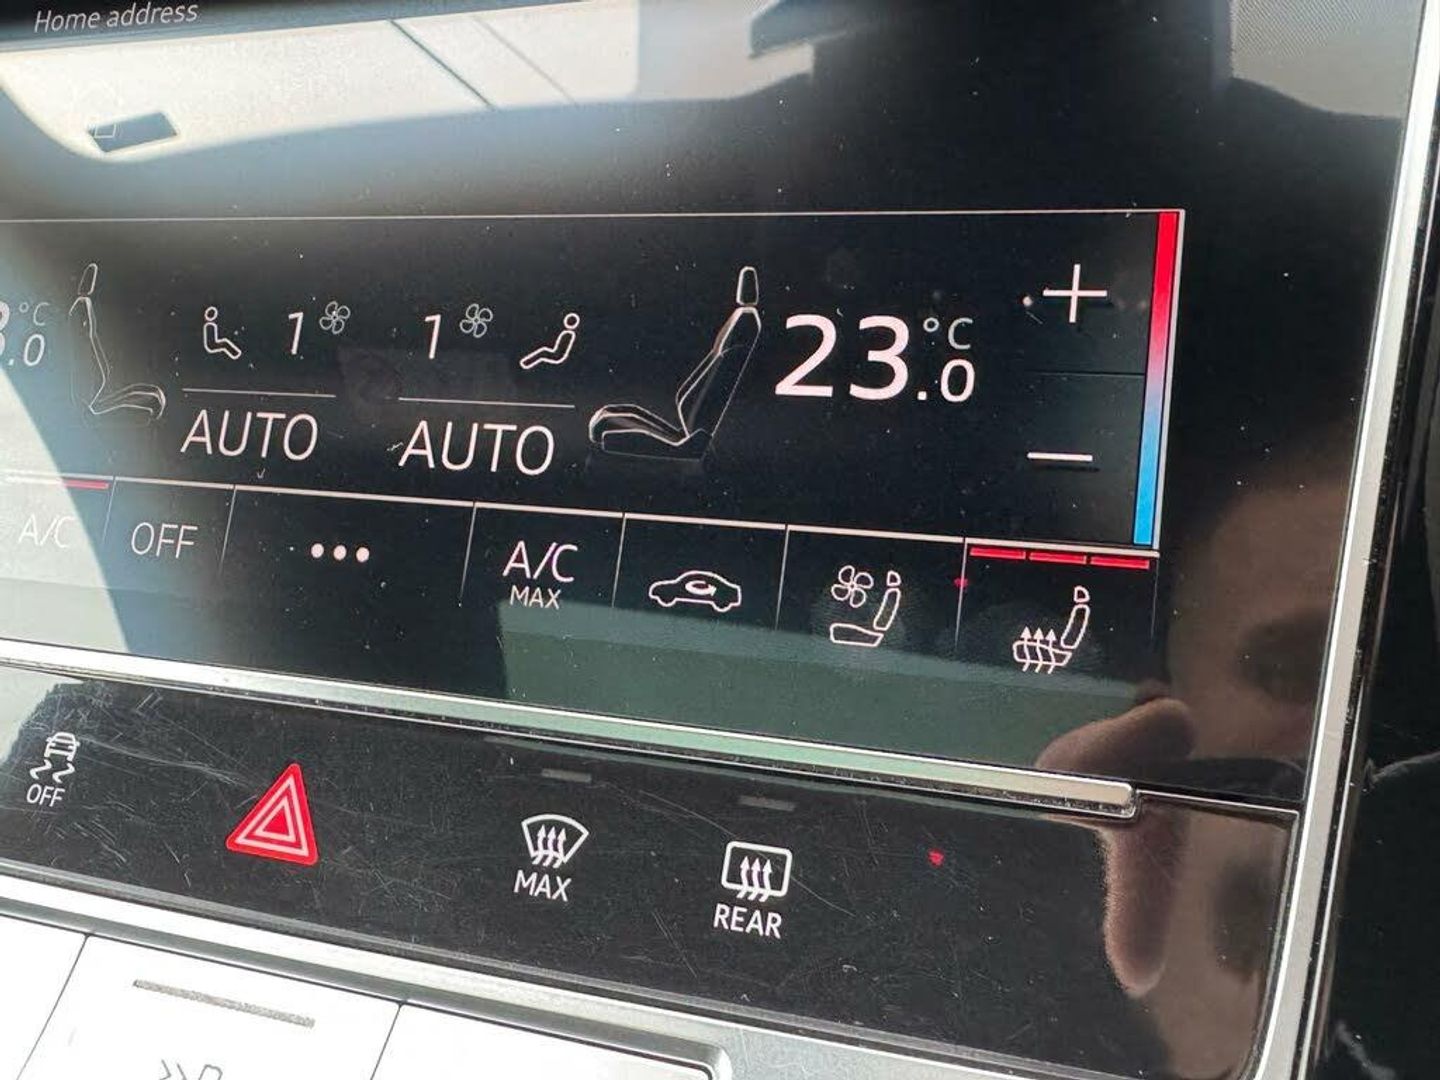 Home address
.0 °C
1
1
23.0 °C
AUTO
AUTO
A/C
OFF
A/C
MAX
OFF
MAX
REAR